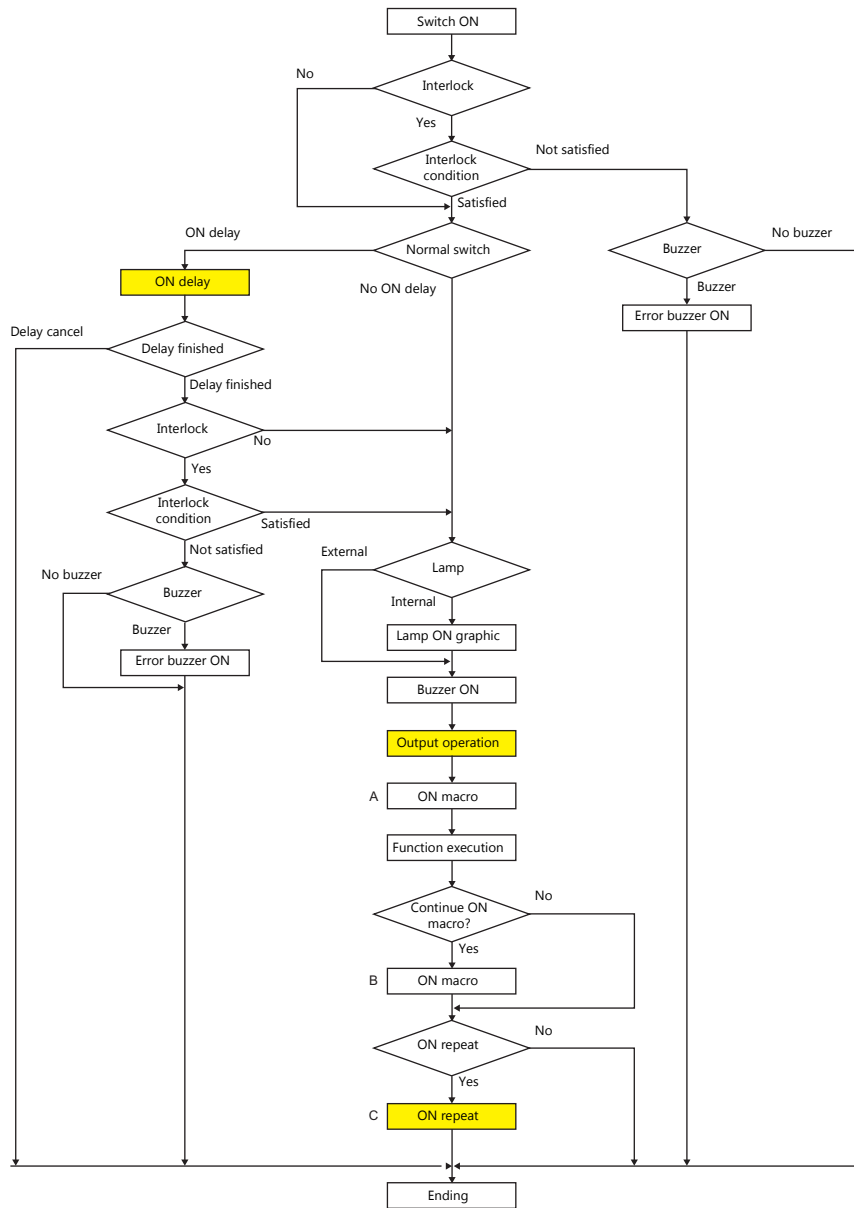 Switch ON
No
Interlock
Yes
Not satisfied
Interlock
condition
Satisfied
ON delay
Normal switch
No buzzer
Buzzer
ON delay
No ON delay
Buzzer
Error buzzer ON
Delay cancel
Delay finished
Delay finished
Interlock
No
Yes
Interlock
condition
Satisfied
Not satisfied
External
No buzzer
Lamp
Buzzer
Internal
Buzzer
Lamp ON graphic
Error buzzer ON
Buzzer ON
Output operation
A
ON macro
Function execution
No
Continue ON
macro?
Yes
B
ON macro
No
ON repeat
Yes
C
ON repeat
Ending